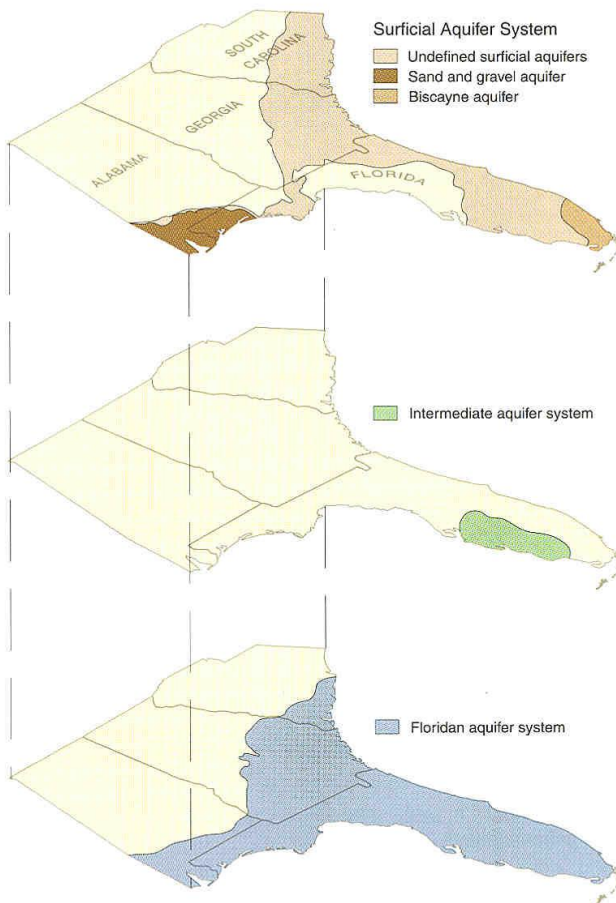 Surficial Aquifer System
Undefined surficial aquifers
Sand and gravel aquifer
Biscayne aquifer
SOUTH
CAROLINA
GEORGIA
ALABAMA
FLORIDA
Intermediate aquifer system
Floridan aquifer system